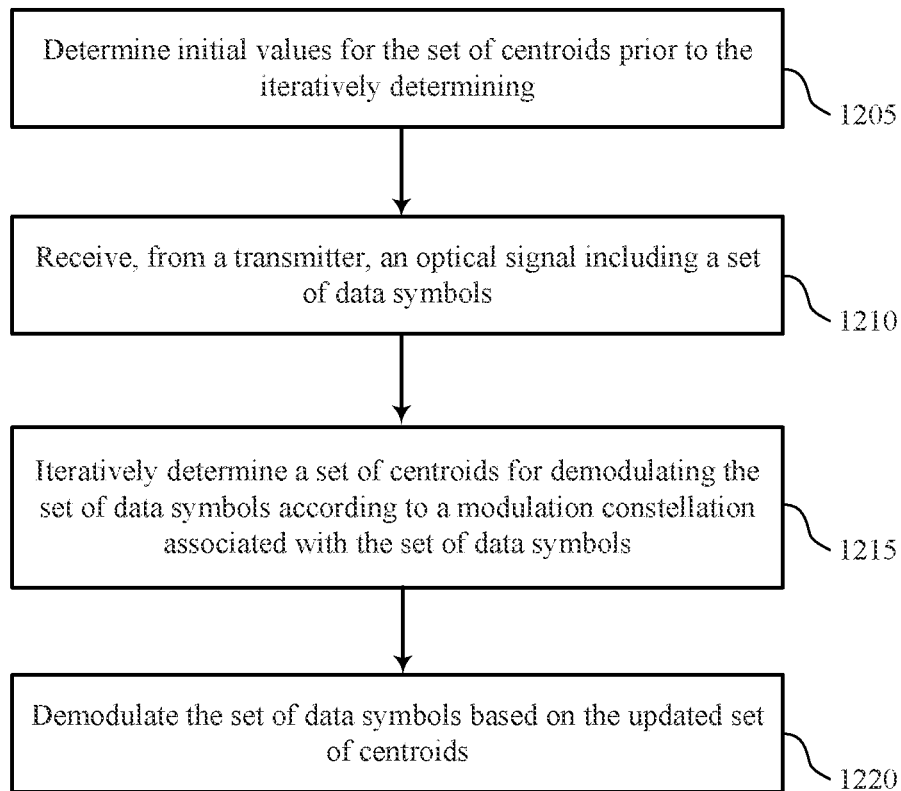 Determine initial values for the set of centroids prior to the
iteratively determining
1205
Receive, from a transmitter, an optical signal including a set
of data symbols
1210
Iteratively determine a set of centroids for demodulating the
set of data symbols according to a modulation constellation
associated with the set of data symbols
1215
Demodulate the set of data symbols based on the updated set
of centroids
1220